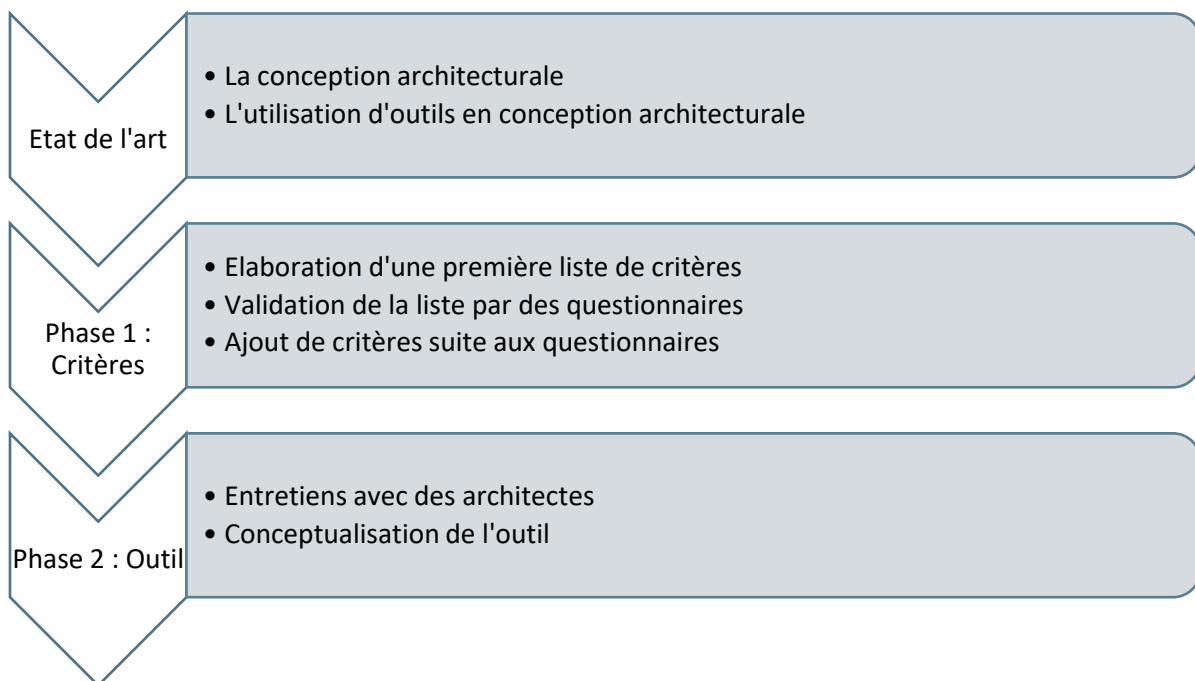 Etat de l'art
• La conception architecturale
• L'utilisation d'outils en conception architecturale
Phase 1 :
Critères
• Elaboration d'une première liste de critères
• Validation de la liste par des questionnaires
• Ajout de critères suite aux questionnaires
Phase 2 : Outil
• Entretiens avec des architectes
• Conceptualisation de l'outil